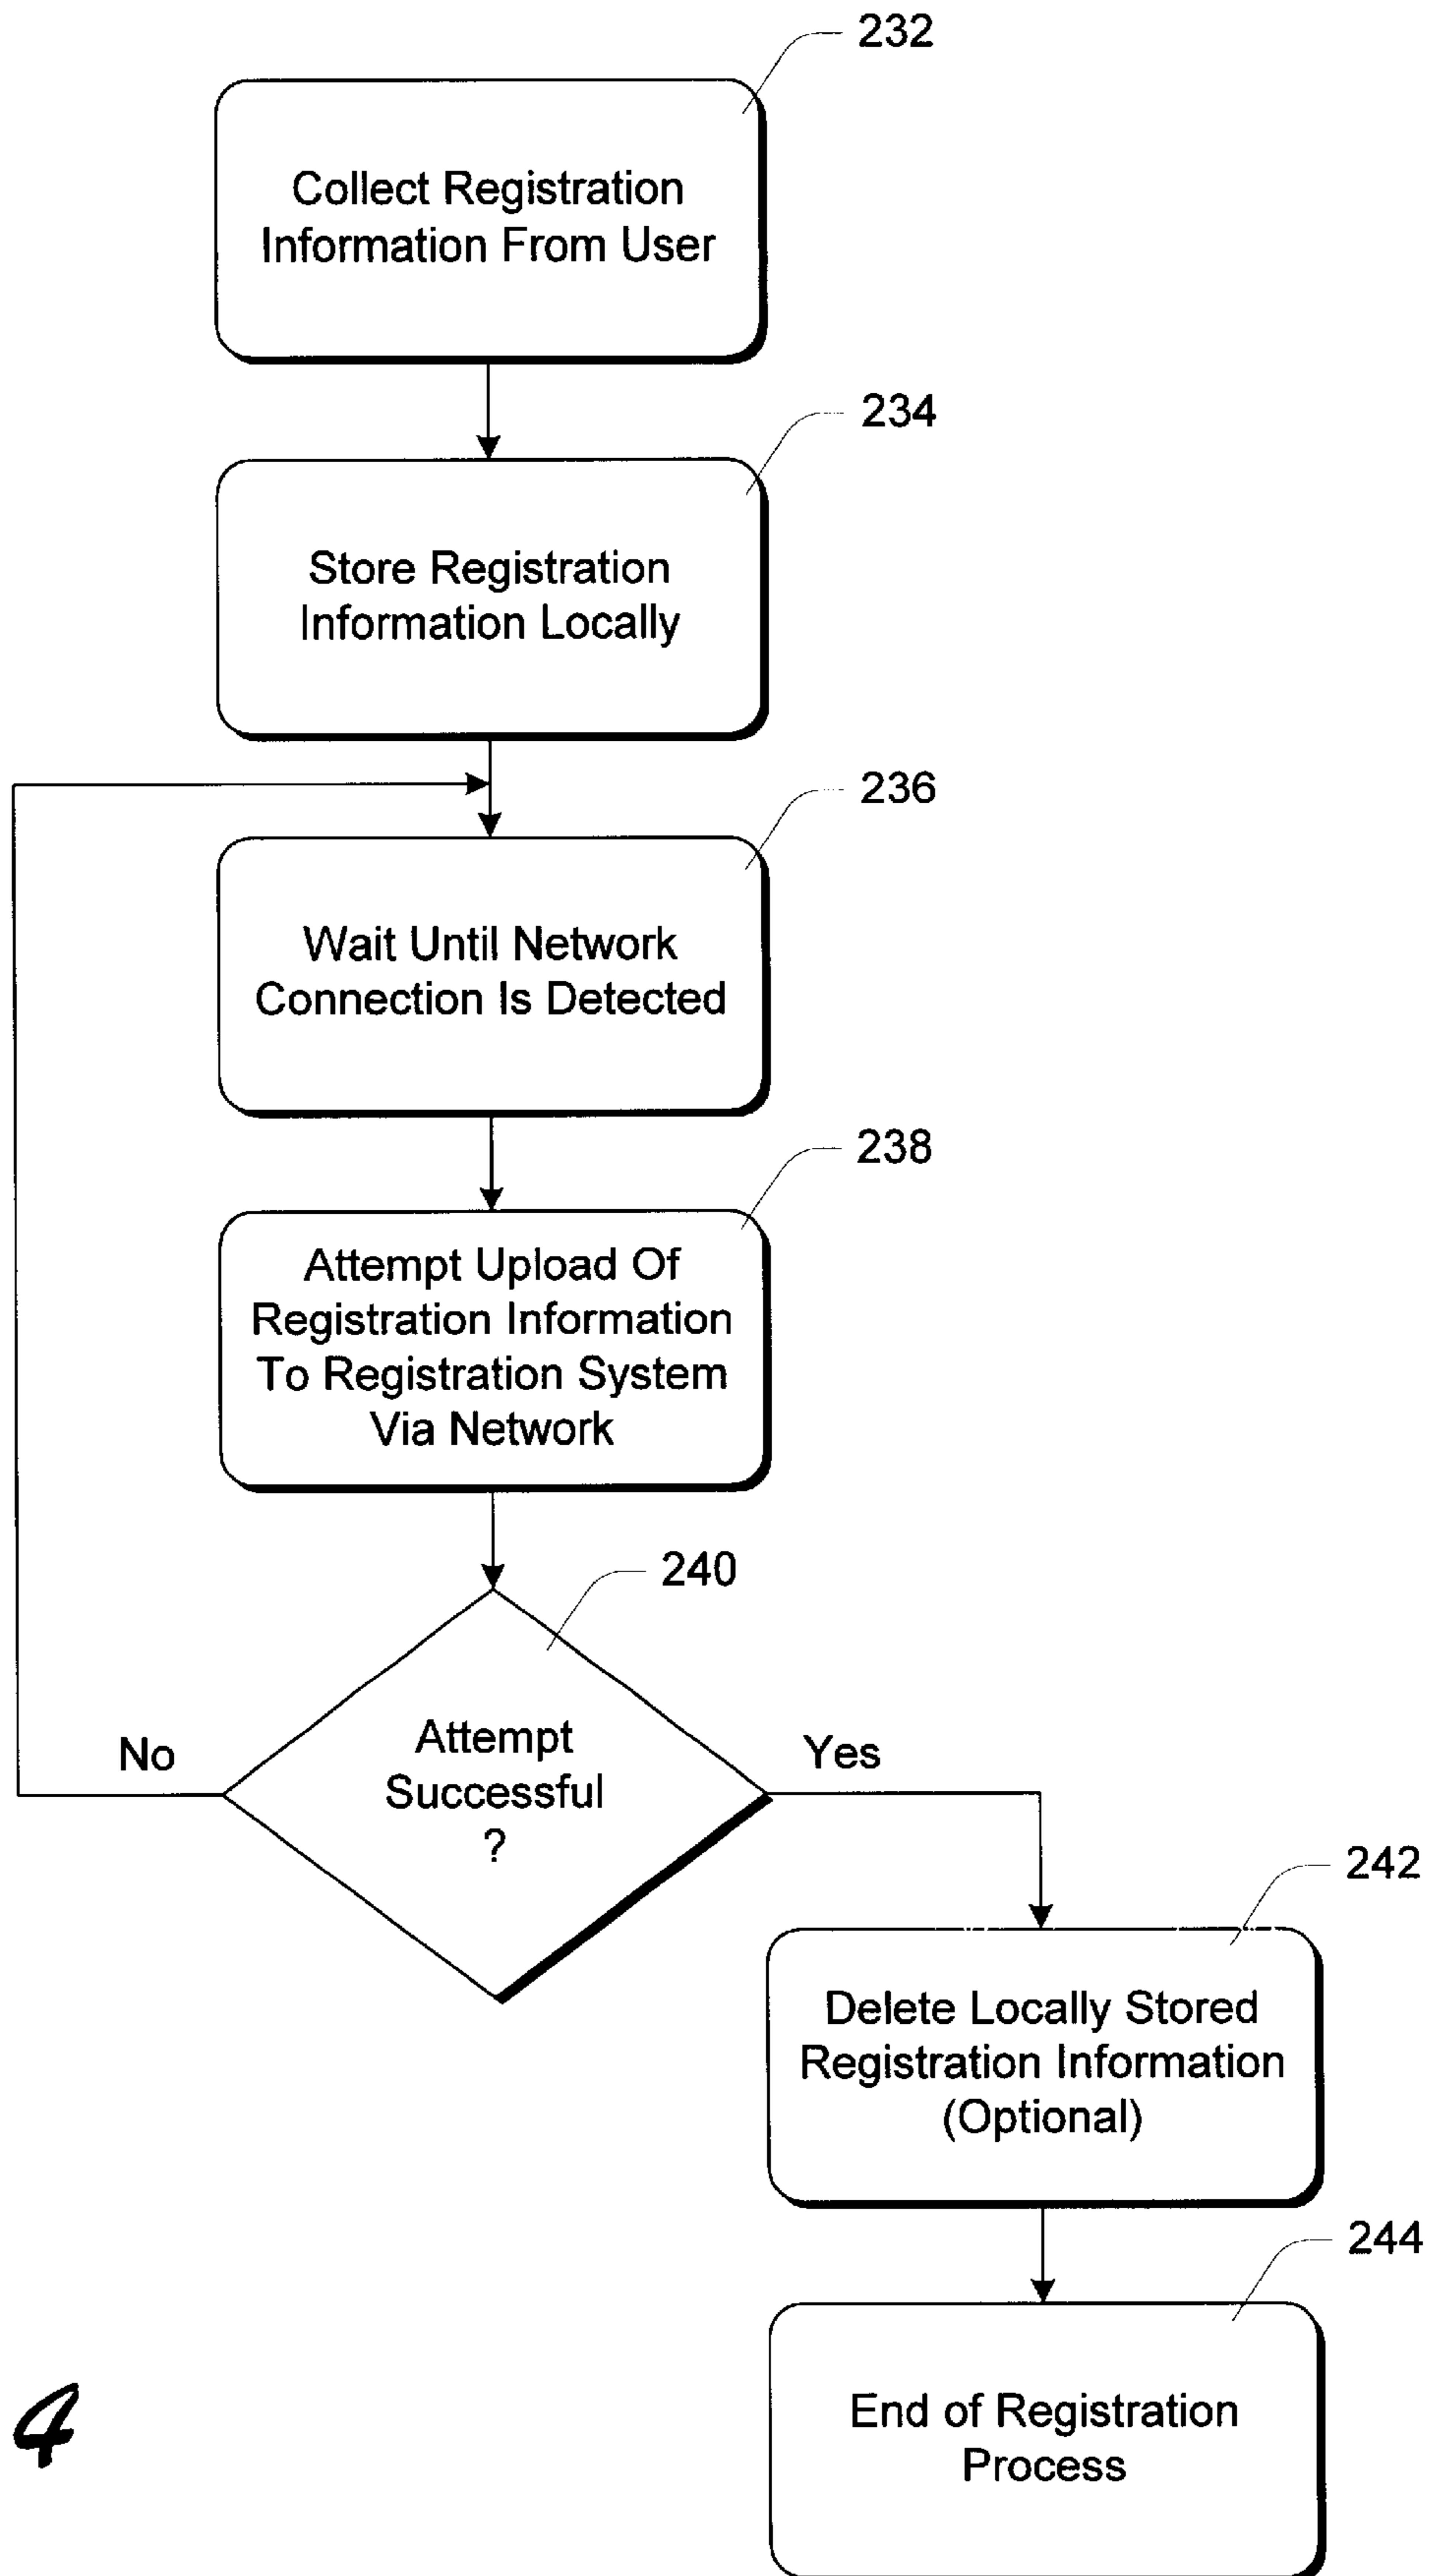 232
Collect Registration
Information From User
234
Store Registration
Information Locally
236
Wait Until Network
Connection Is Detected
238
Attempt Upload Of
Registration Information
To Registration System
Via Network
240
Attempt
Successful
?
No
Yes
242
Delete Locally Stored
Registration Information
(Optional)
244
End of Registration
Process
4